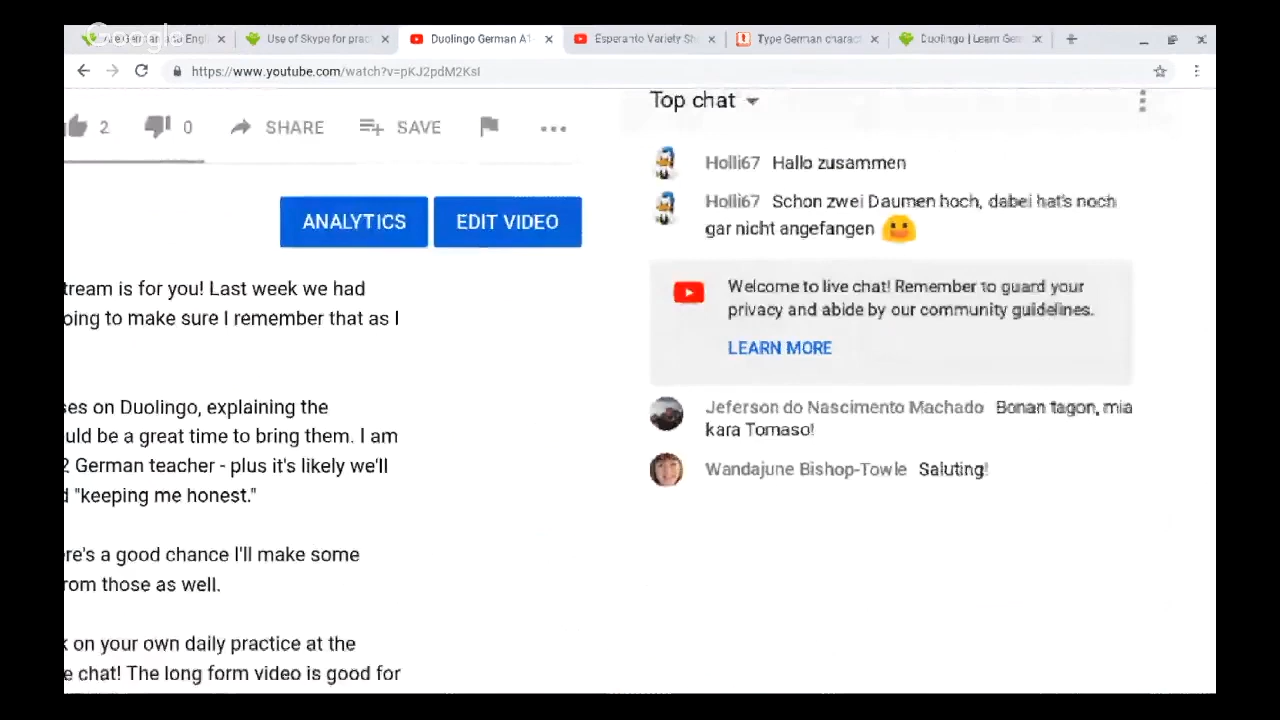 Google
Use of Skype for prac
Duolingo German A1
Esperanto Variety Sh
Type German charact
Duolingo | Learn Ger
https://www.youtube.com/watch?v=pKJ2pdM2KsI
Top chat
2
0
SHARE
SAVE
Holli67 Hallo zusammen
Holli67 Schon zwei Daumen hoch, dabei hat's noch
gar nicht angefangen
ANALYTICS
EDIT VIDEO
Welcome to live chat! Remember to guard your
privacy and abide by our community guidelines.
LEARN MORE
tream is for you! Last week we had
oing to make sure I remember that as I
ses on Duolingo, explaining the
uld be a great time to bring them. I am
2 German teacher - plus it's likely we'll
d "keeping me honest."
ere's a good chance I'll make some
rom those as well.
k on your own daily practice at the
e chat! The long form video is good for
Jeferson do Nascimento Machado Bonan tagon, mia
kara Tomaso!
Wandajune Bishop-Towle Saluting!